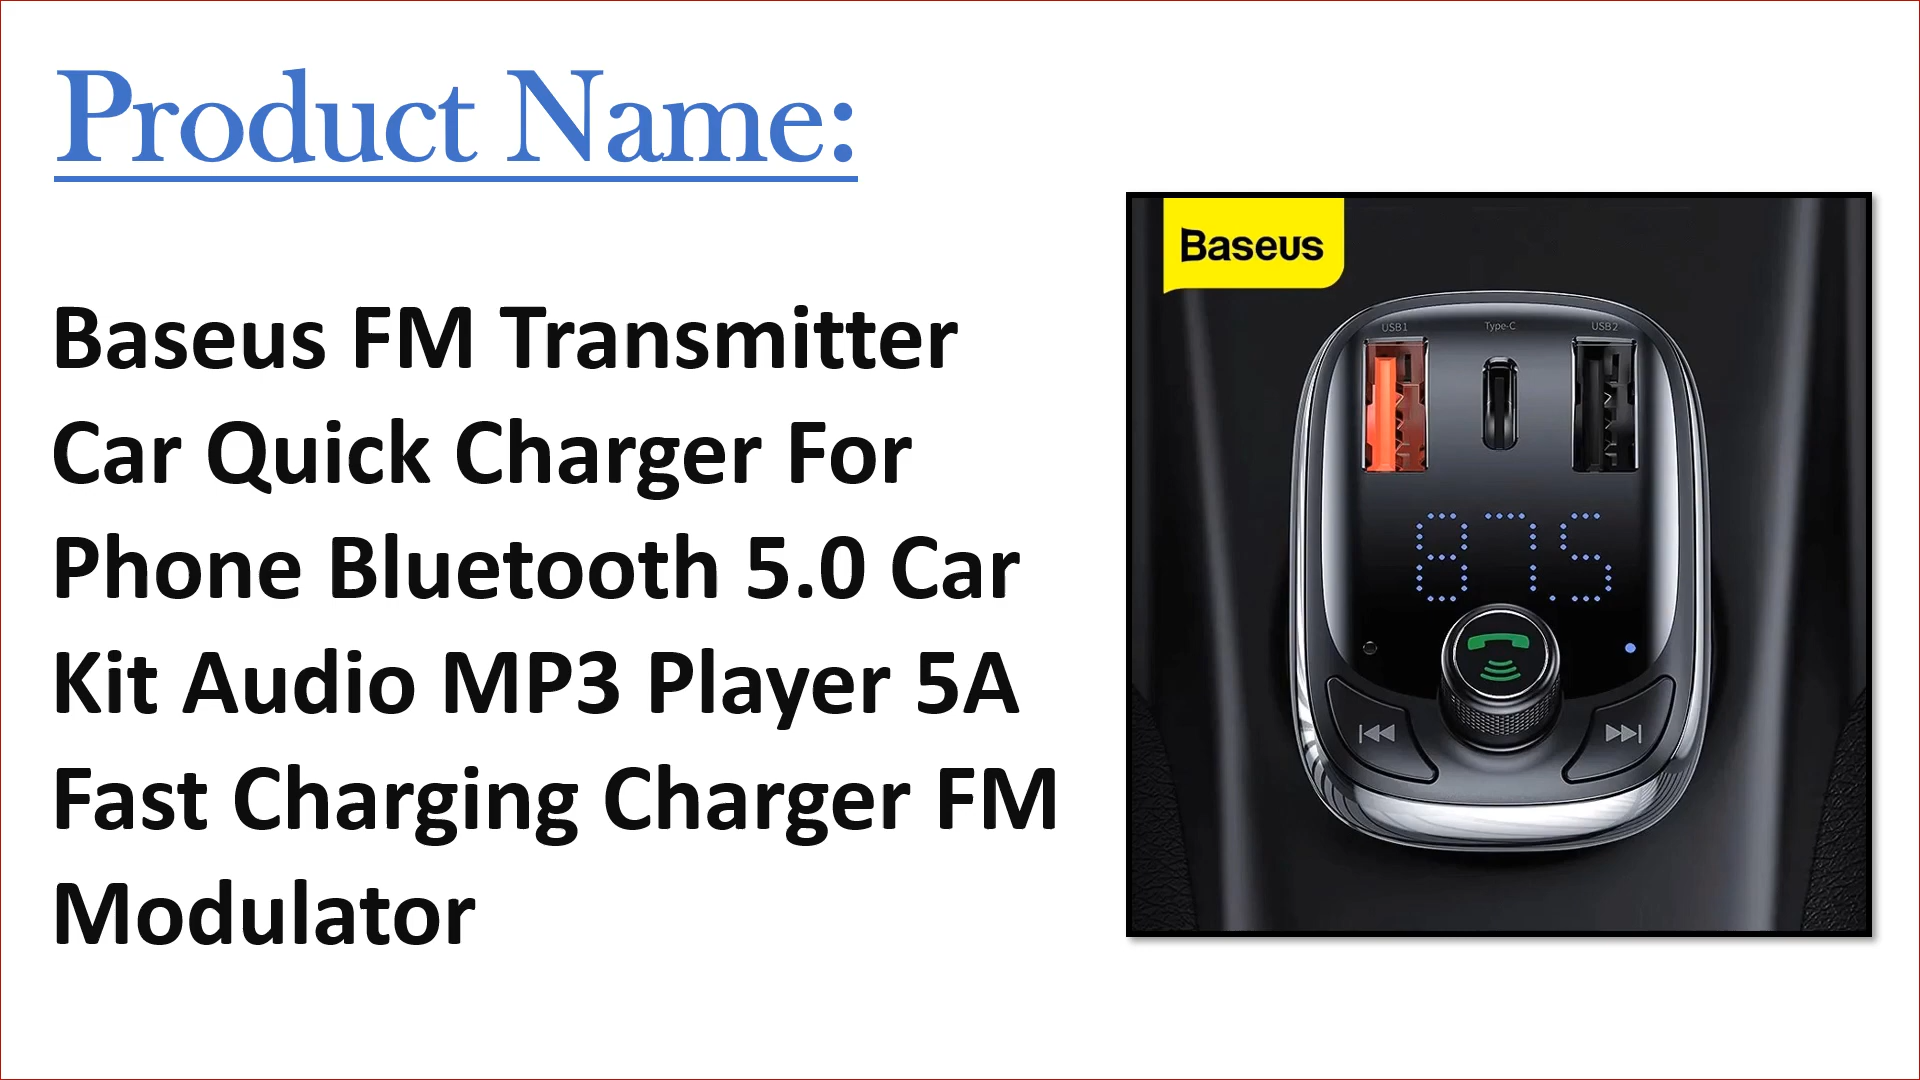 Product Name:
Baseus FM Transmitter
Car Quick Charger For
Phone Bluetooth 5.0 Car
Kit Audio MP3 Player 5A
Fast Charging Charger FM
Modulator
Baseus
USB1 Type-C USB2
87.5